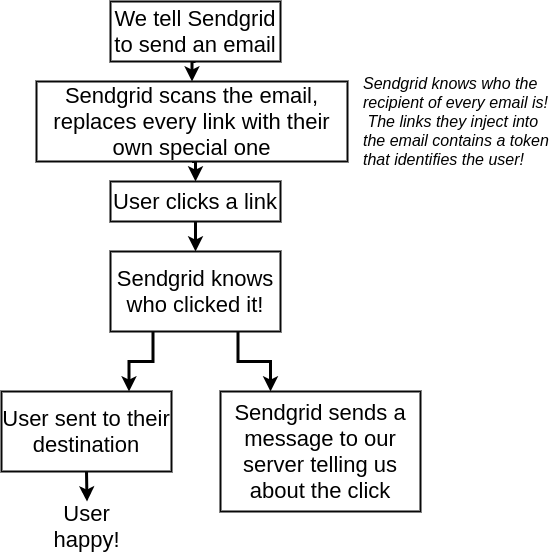 We tell Sendgrid
to send an email
Sendgrid scans the email,
replaces every link with their
own special one
Sendgrid knows who the
recipient of every email is!
The links they inject into
the email contains a token
that identifies the user!
User clicks a link
Sendgrid knows
who clicked it!
User sent to their
destination
Sendgrid sends a
message to our
server telling us
about the click
User
happy!